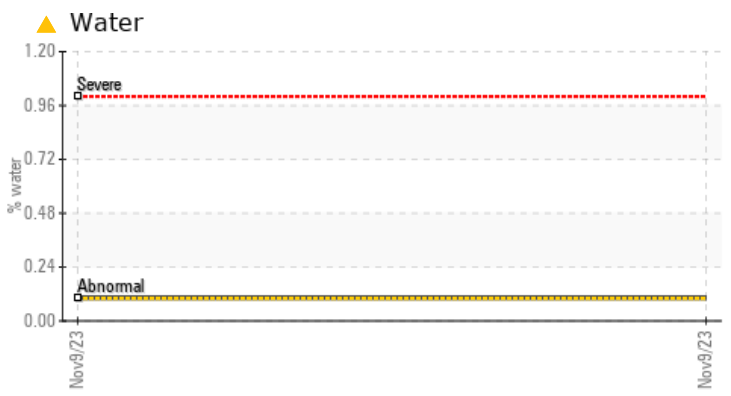 Water
1.20
Severe
0.96
0.72
% water
0.48
0.24
Abnormal
0.00
Nov9/23
Nov9/23